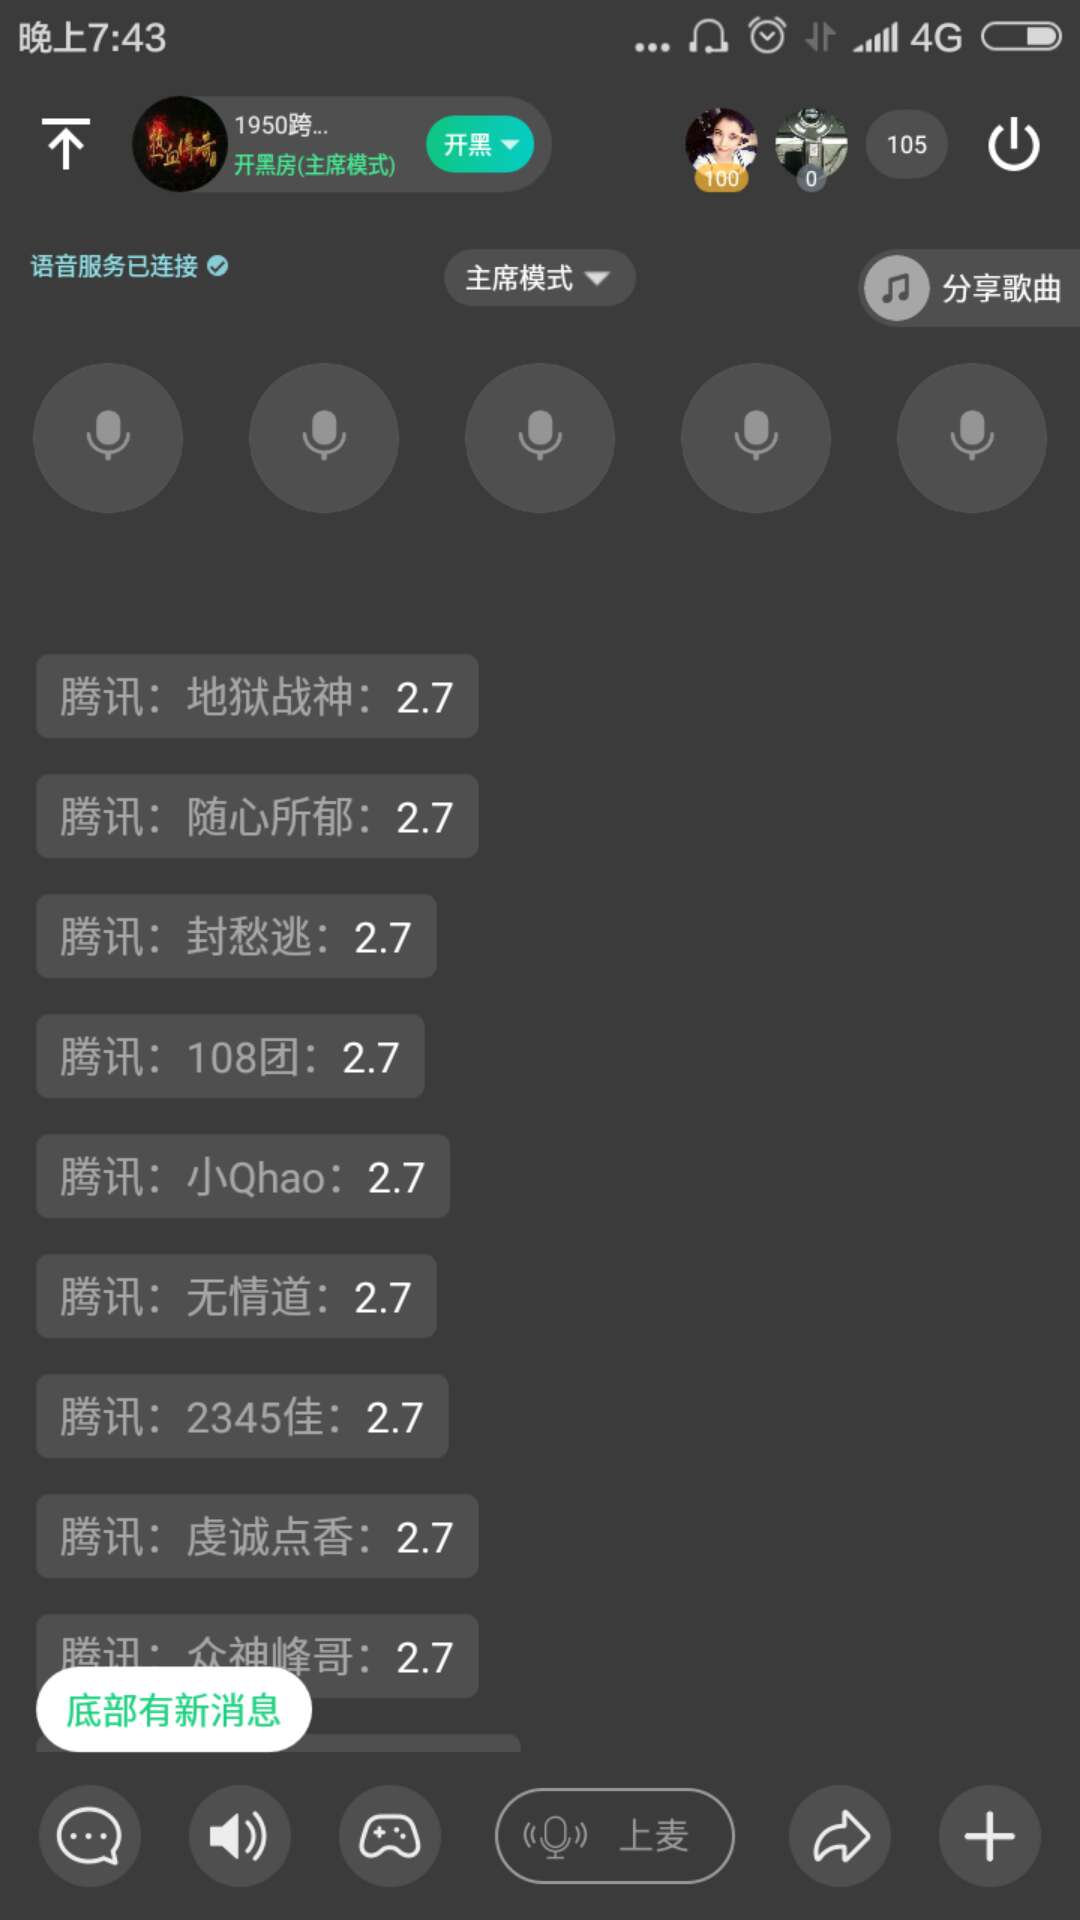 晚上7:43
4G
热血传奇
1950跨...
开黑房(主席模式)
开黑
100
0
105
语音服务已连接
主席模式
分享歌曲
腾讯：地狱战神：2.7
腾讯：随心所郁：2.7
腾讯：封愁逃：2.7
腾讯：108团：2.7
腾讯：小Qhao：2.7
腾讯：无情道：2.7
腾讯：2345佳：2.7
腾讯：虔诚点香：2.7
腾讯：众神峰哥：2.7
底部有新消息
上麦